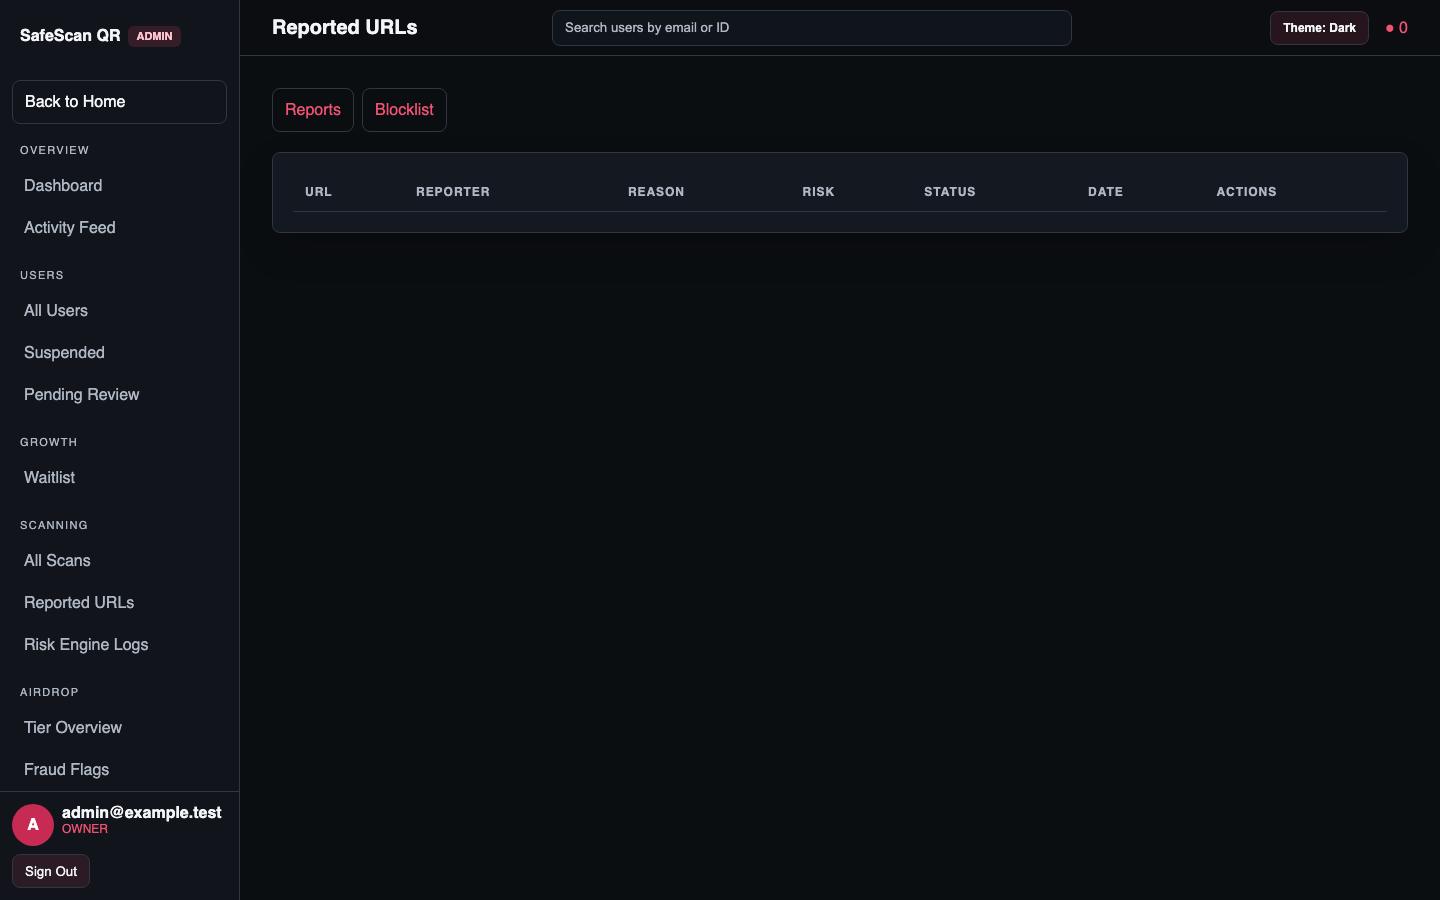 SafeScan QR ADMIN
Back to Home
OVERVIEW
Dashboard
Activity Feed
USERS
All Users
Suspended
Pending Review
GROWTH
Waitlist
SCANNING
All Scans
Reported URLs
Risk Engine Logs
AIRDROP
Tier Overview
Fraud Flags
A
admin@example.test
OWNER
Sign Out
Reported URLs
Search users by email or ID
Theme: Dark
0
Reports
Blocklist
URL REPORTER REASON RISK STATUS DATE ACTIONS